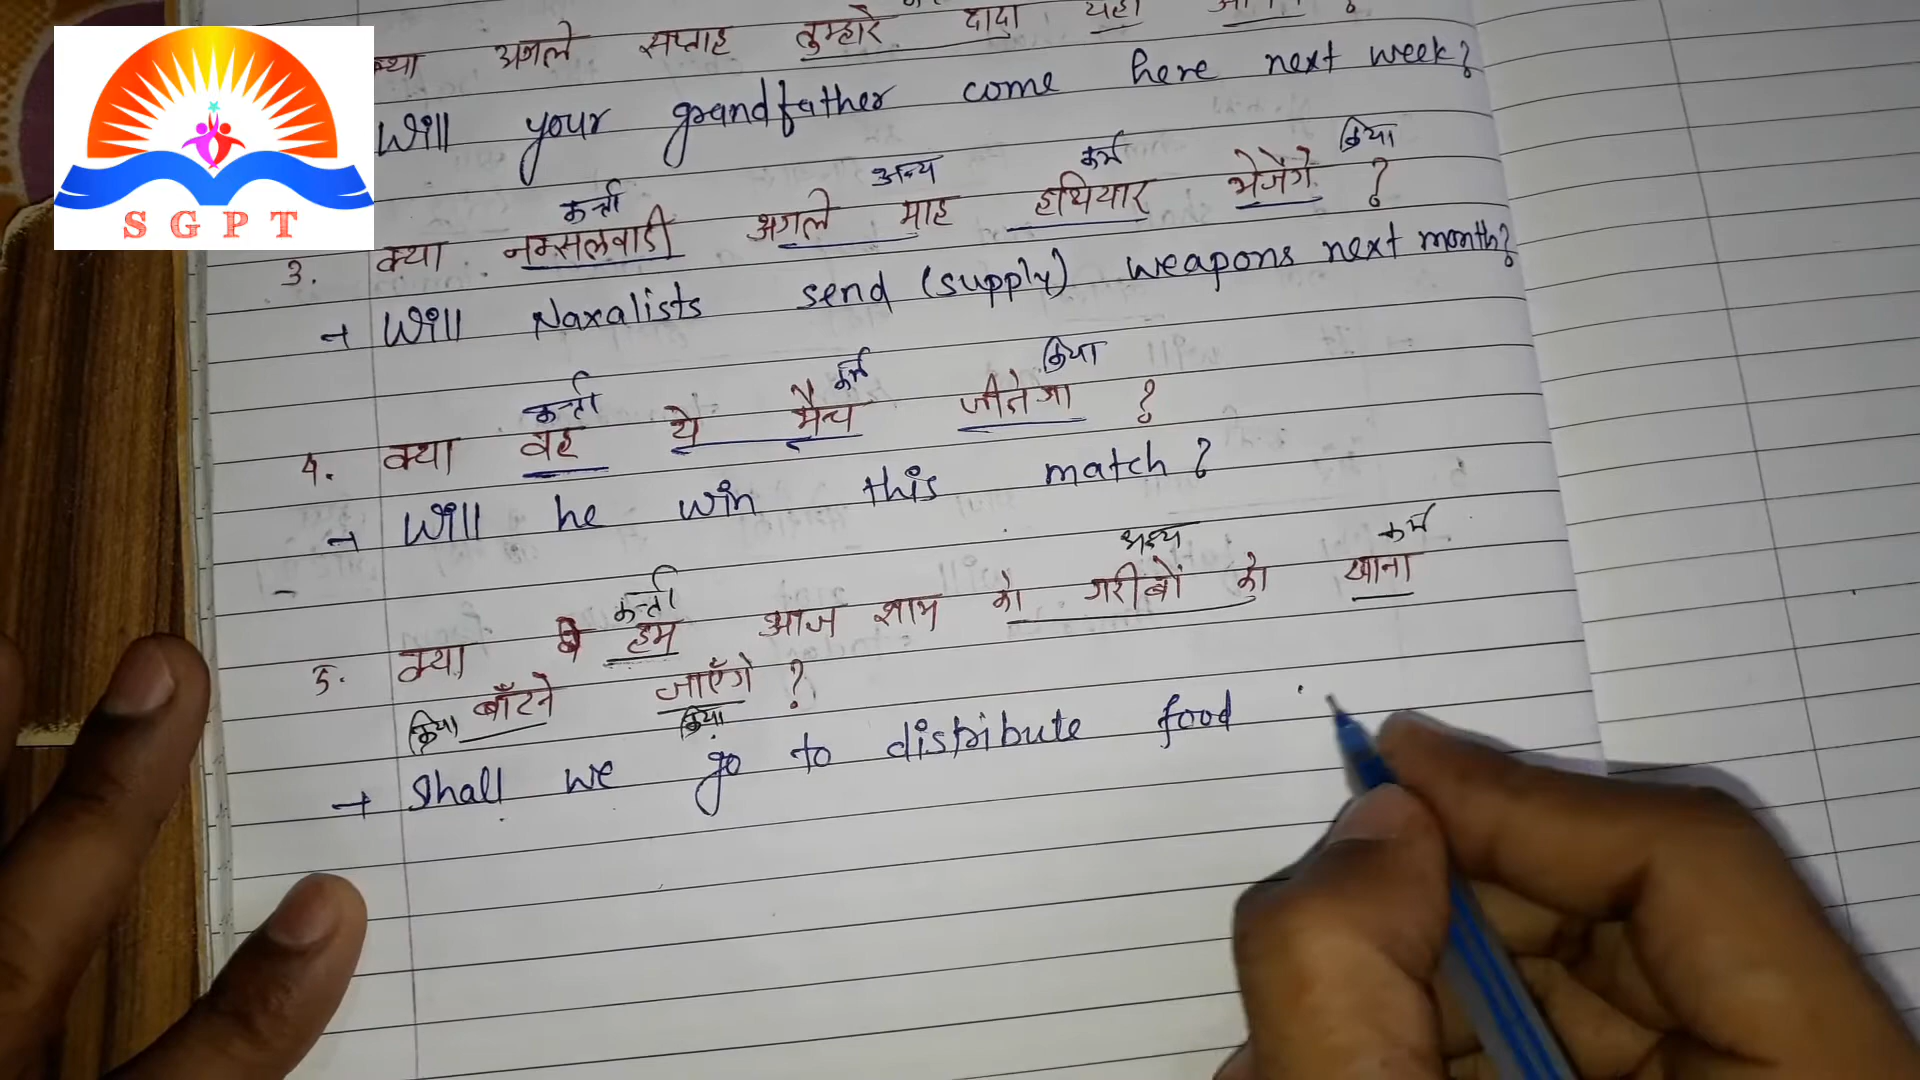 SGPT
क्या अगले सप्ताह तुम्हारे दादा यहाँ ?
Will your grandfather come here next week?
कर्त्ता अन्य कर्म क्रिया
3. क्या नक्सलवादी अगले माह हथियार भेजेंगे ?
→ Will Naxalists send (supply) weapons next month?
कर्त्ता कर्म क्रिया
4. क्या वह ये मैच जीतेगा ?
→ Will he win this match?
कर्त्ता अन्य कर्म
5. क्या हम आज शाम को गरीबों को खाना
क्रिया बाँटने जाएँगे ?
क्रिया
→ Shall we go to distribute food